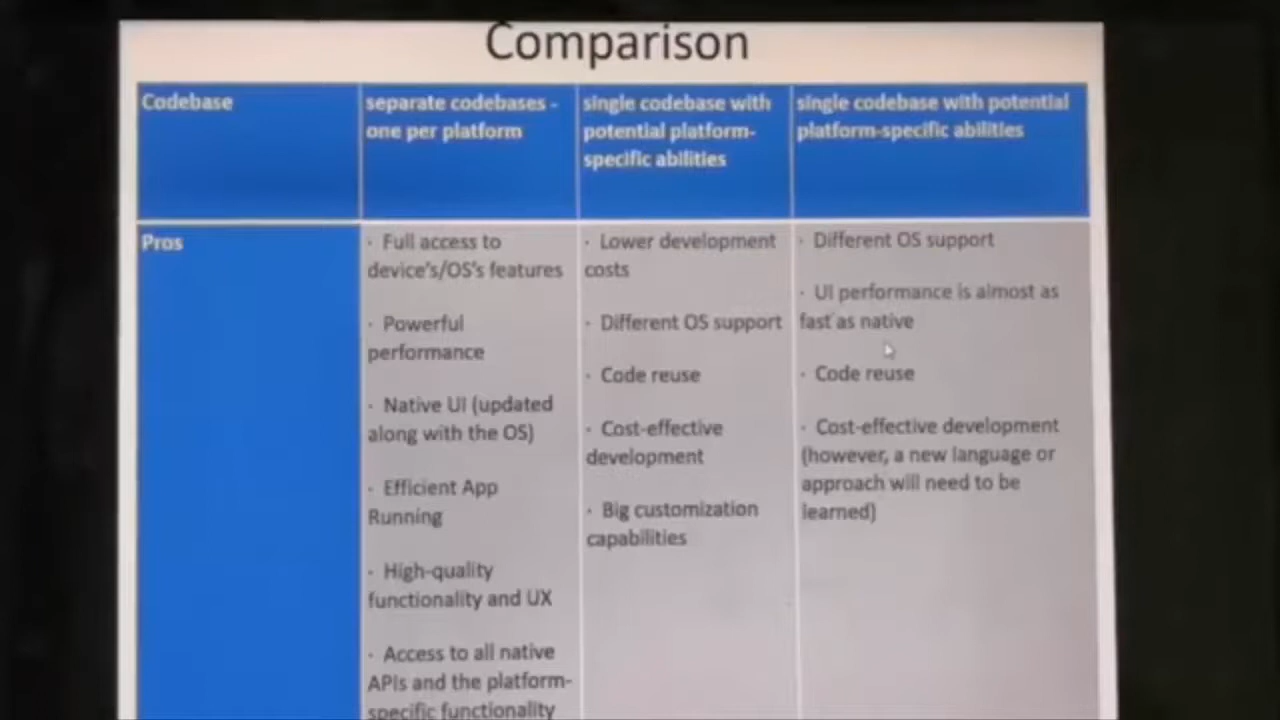 Comparison
Codebase
separate codebases -
one per platform
single codebase with
potential platform-
specific abilities
single codebase with potential
platform-specific abilities
Pros
· Full access to
device's/OS's features
· Powerful
performance
· Native UI (updated
along with the OS)
· Efficient App
Running
· High-quality
functionality and UX
· Access to all native
APIs and the platform-
specific functionality
· Lower development
costs
· Different OS support
· Code reuse
· Cost-effective
development
· Big customization
capabilities
· Different OS support
· UI performance is almost as
fast as native
· Code reuse
· Cost-effective development
(however, a new language or
approach will need to be
learned)